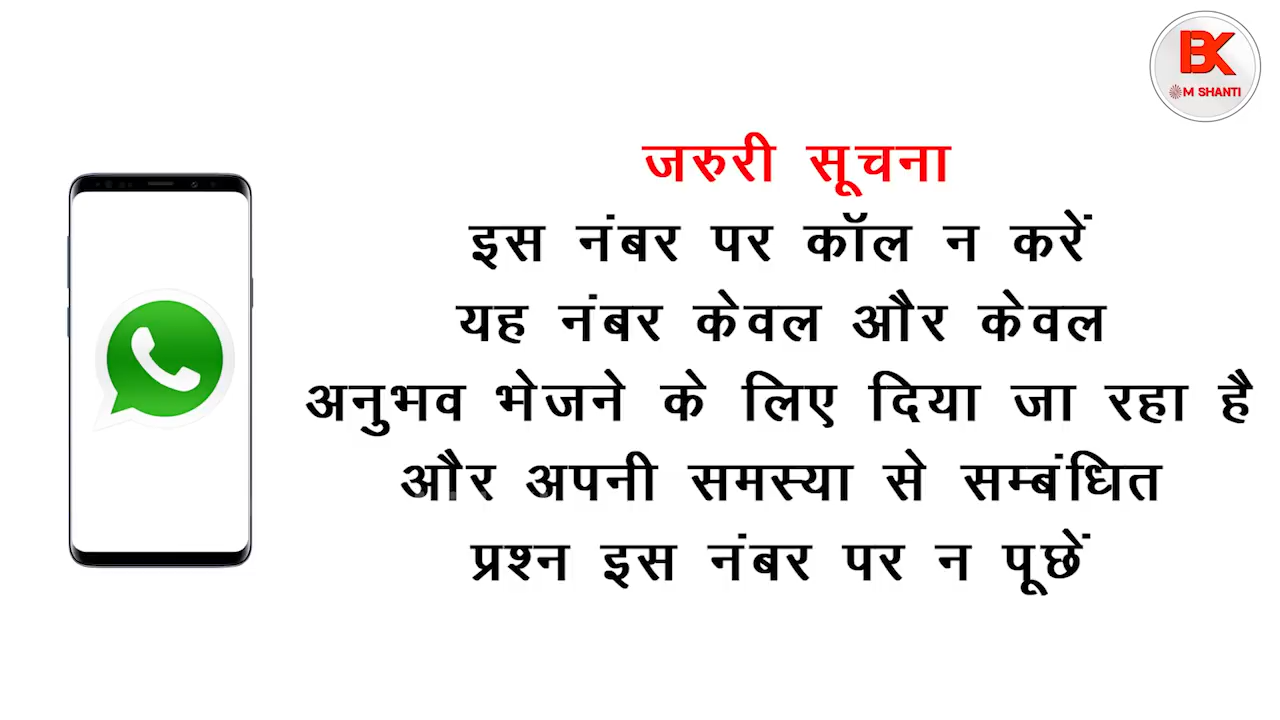 BK
OM SHANTI
जरुरी सूचना
इस नंबर पर कॉल न करें
यह नंबर केवल और केवल
अनुभव भेजने के लिए दिया जा रहा है
और अपनी समस्या से सम्बंधित
प्रश्न इस नंबर पर न पूछें